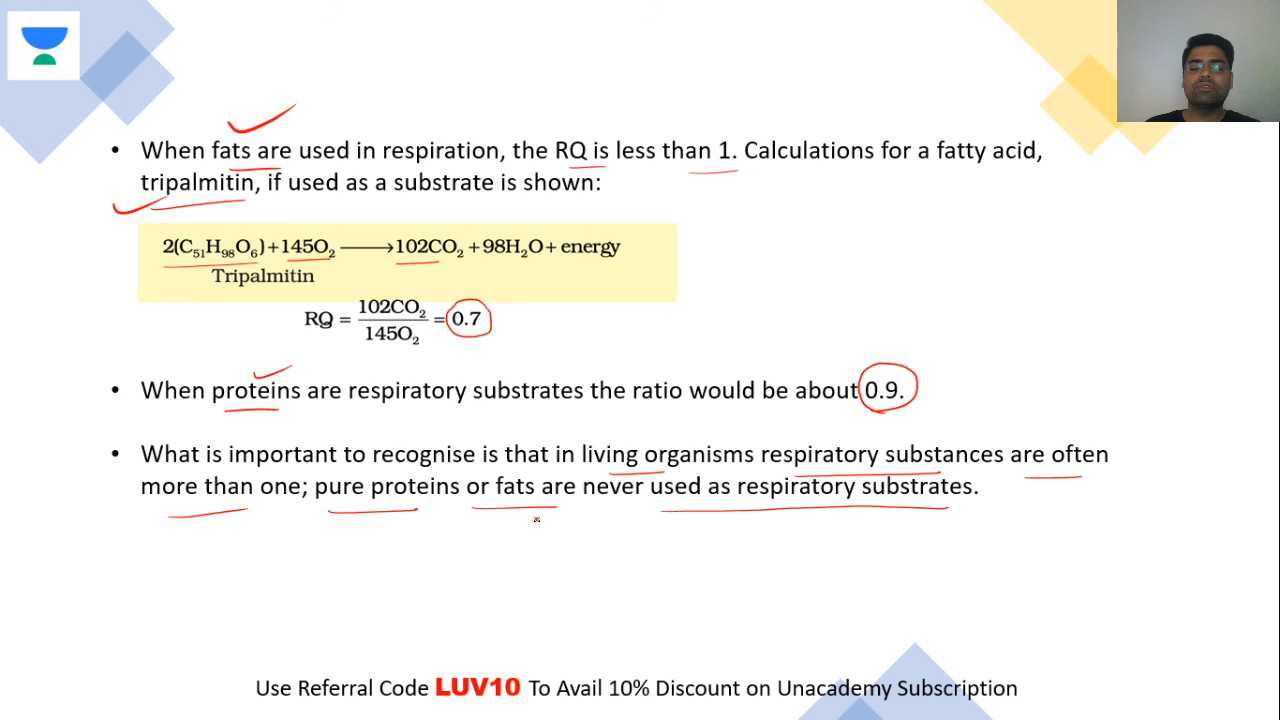 • When fats are used in respiration, the RQ is less than 1. Calculations for a fatty acid,
tripalmitin, if used as a substrate is shown:
2(C₅₁H₉₈O₆)+145O₂ ⟶ 102CO₂+98H₂O+energy
Tripalmitin
RQ = 102CO₂/145O₂ = 0.7
• When proteins are respiratory substrates the ratio would be about 0.9.
• What is important to recognise is that in living organisms respiratory substances are often
more than one; pure proteins or fats are never used as respiratory substrates.
Use Referral Code LUV10 To Avail 10% Discount on Unacademy Subscription